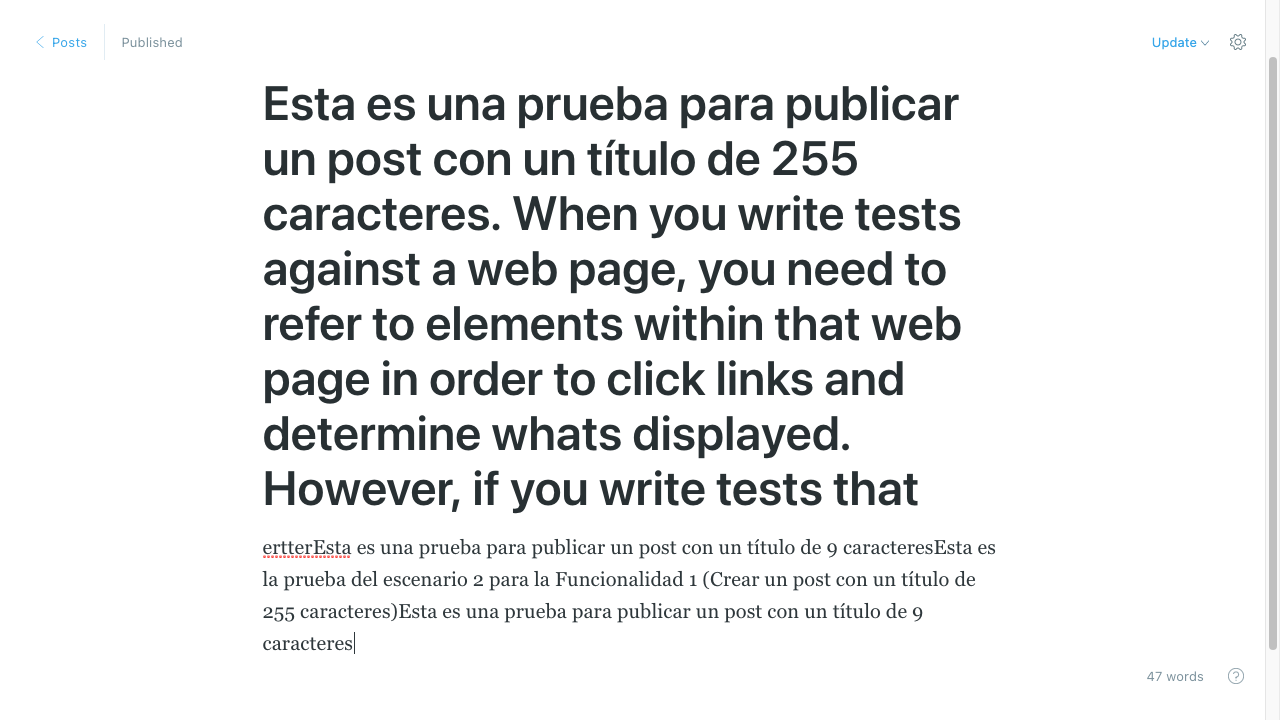 Posts
Published
Update
Esta es una prueba para publicar
un post con un título de 255
caracteres. When you write tests
against a web page, you need to
refer to elements within that web
page in order to click links and
determine whats displayed.
However, if you write tests that
ertterEsta es una prueba para publicar un post con un título de 9 caracteresEsta es
la prueba del escenario 2 para la Funcionalidad 1 (Crear un post con un título de
255 caracteres)Esta es una prueba para publicar un post con un título de 9
caracteres
47 words
?